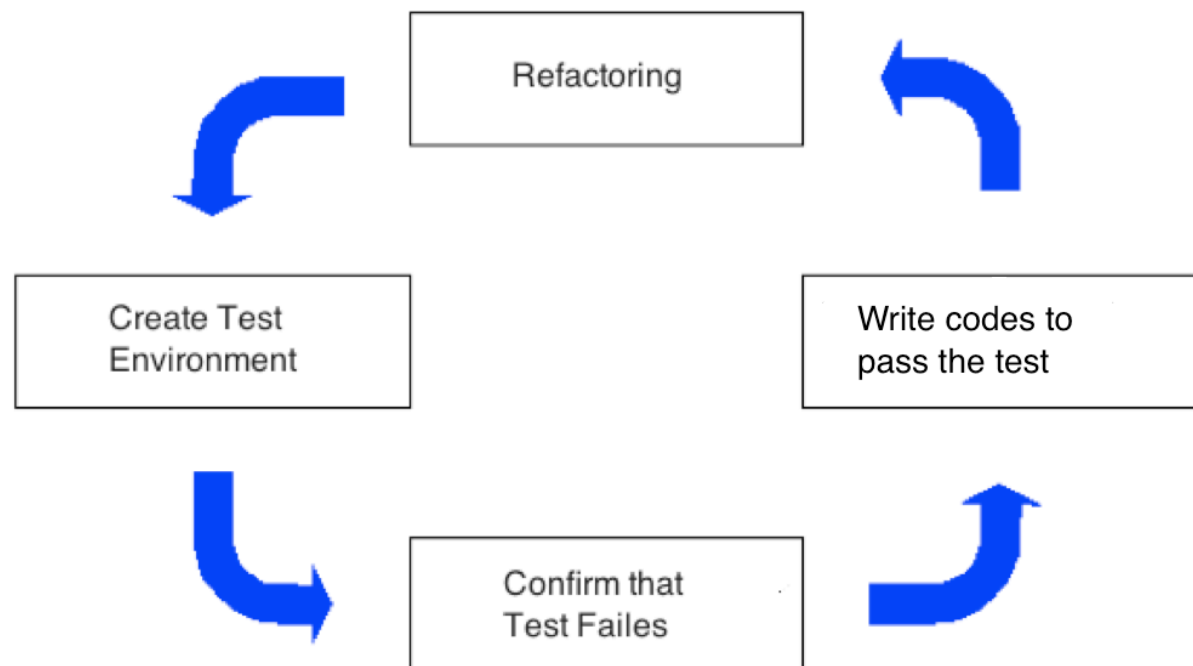 Refactoring
Create Test
Environment
Write codes to
pass the test
Confirm that
Test Failes